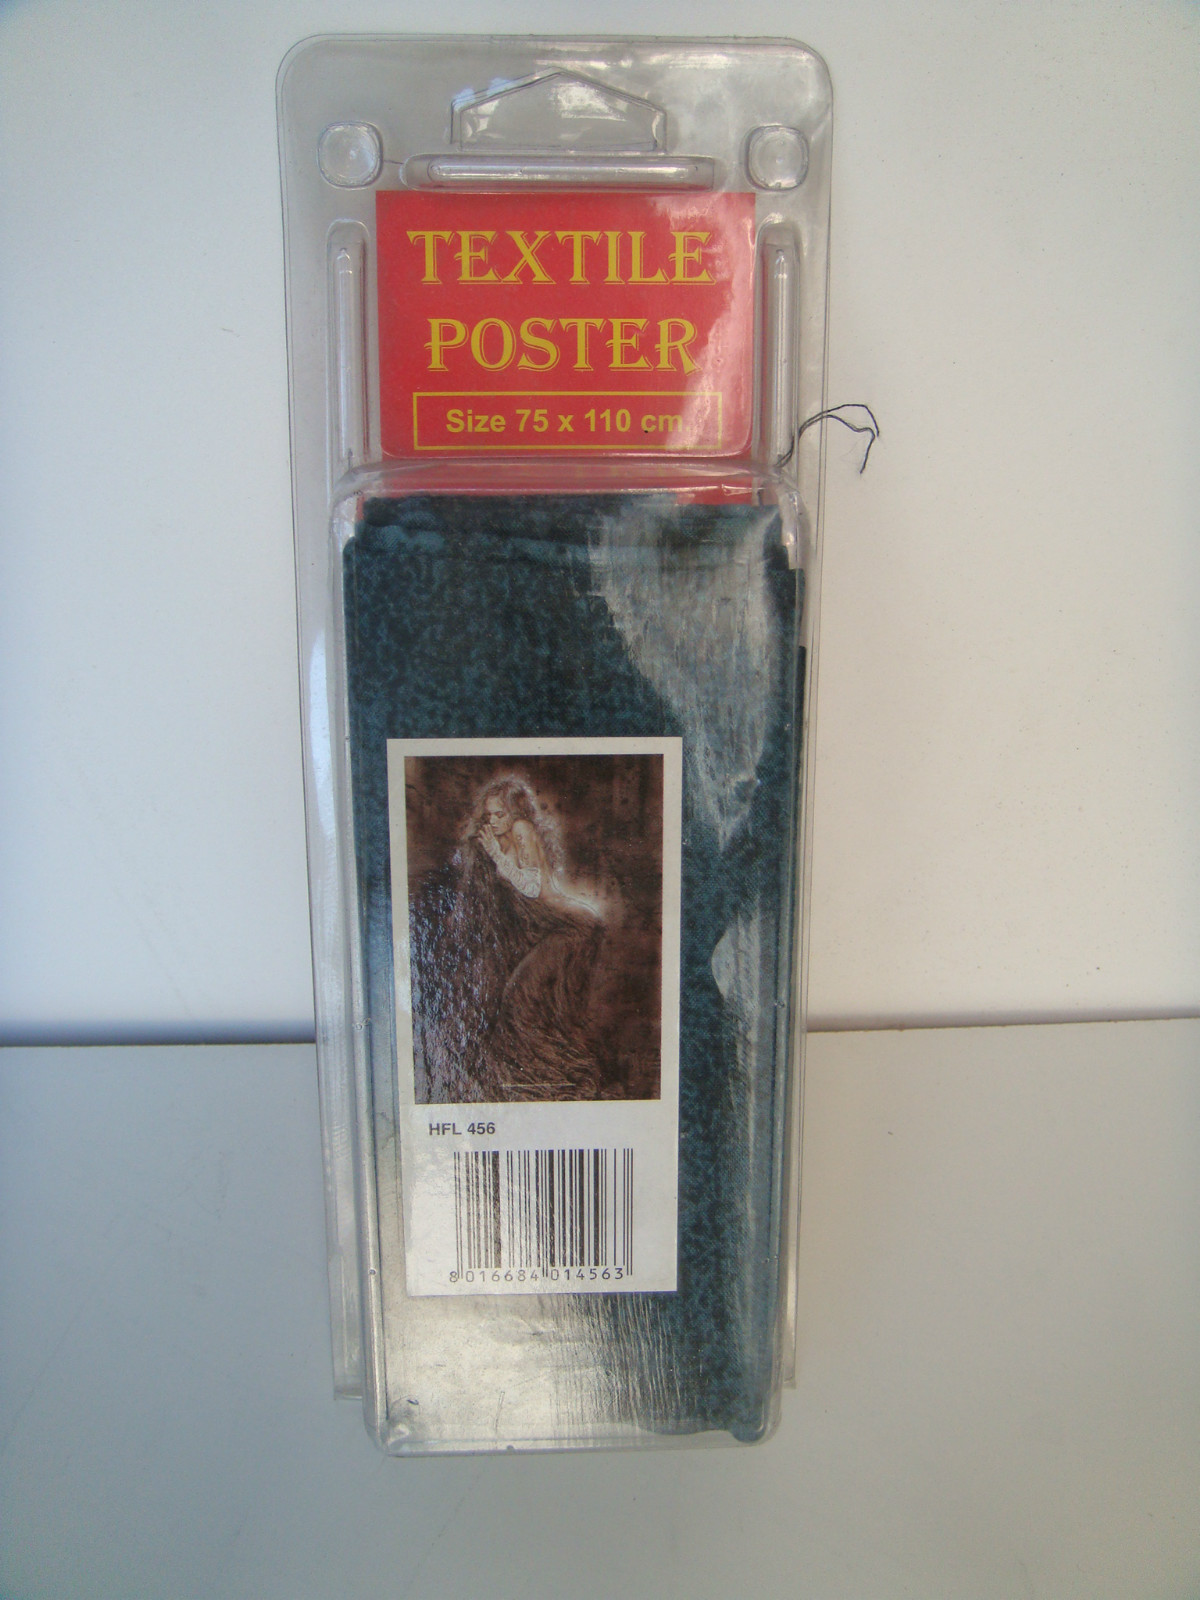 TEXTILE
POSTER
Size 75 x 110 cm.
HFL 456
8 016684 014563